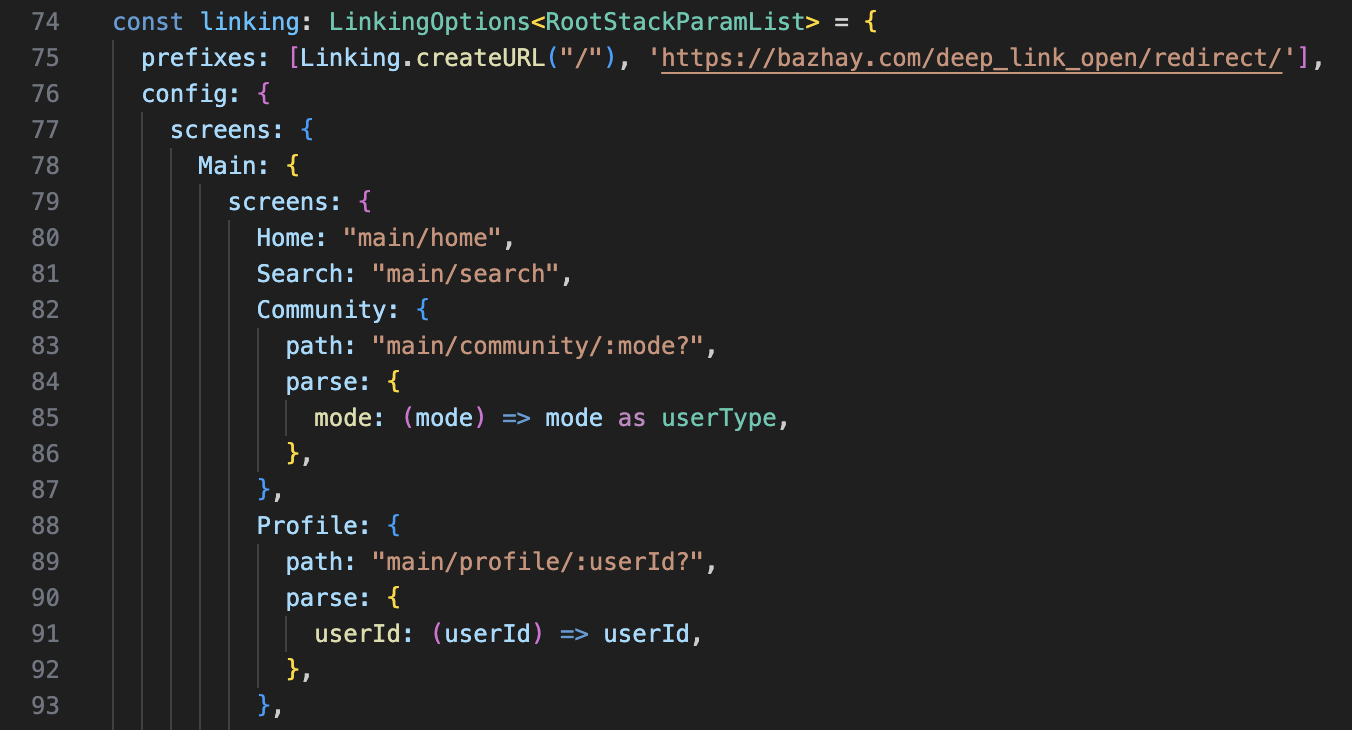 74 const linking: LinkingOptions<RootStackParamList> = {
75 prefixes: [Linking.createURL("/"), 'https://bazhay.com/deep_link_open/redirect/'],
76 config: {
77 screens: {
78 Main: {
79 screens: {
80 Home: "main/home",
81 Search: "main/search",
82 Community: {
83 path: "main/community/:mode?",
84 parse: {
85 mode: (mode) => mode as userType,
86 },
87 },
88 Profile: {
89 path: "main/profile/:userId?",
90 parse: {
91 userId: (userId) => userId,
92 },
93 },